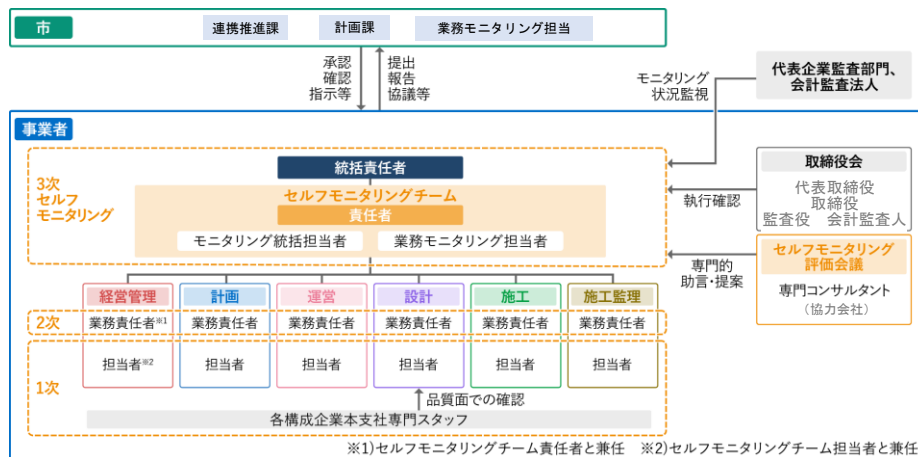 市
連携推進課
計画課
業務モニタリング担当
承認
確認
指示等
提出
報告
協議等
モニタリング
状況監視
代表企業監査部門、
会計監査法人
事業者
3次
セルフ
モニタリング
統括責任者
セルフモニタリングチーム
責任者
モニタリング統括担当者
業務モニタリング担当者
執行確認
取締役会
代表取締役
取締役
監査役 会計監査人
専門的
助言・提案
セルフモニタリング
評価会議
専門コンサルタント
（協力会社）
経営管理
計画
運営
設計
施工
施工監理
2次
業務責任者※1
業務責任者
業務責任者
業務責任者
業務責任者
業務責任者
1次
担当者※2
担当者
担当者
担当者
担当者
担当者
品質面での確認
各構成企業本支社専門スタッフ
※1)セルフモニタリングチーム責任者と兼任 ※2)セルフモニタリングチーム担当者と兼任